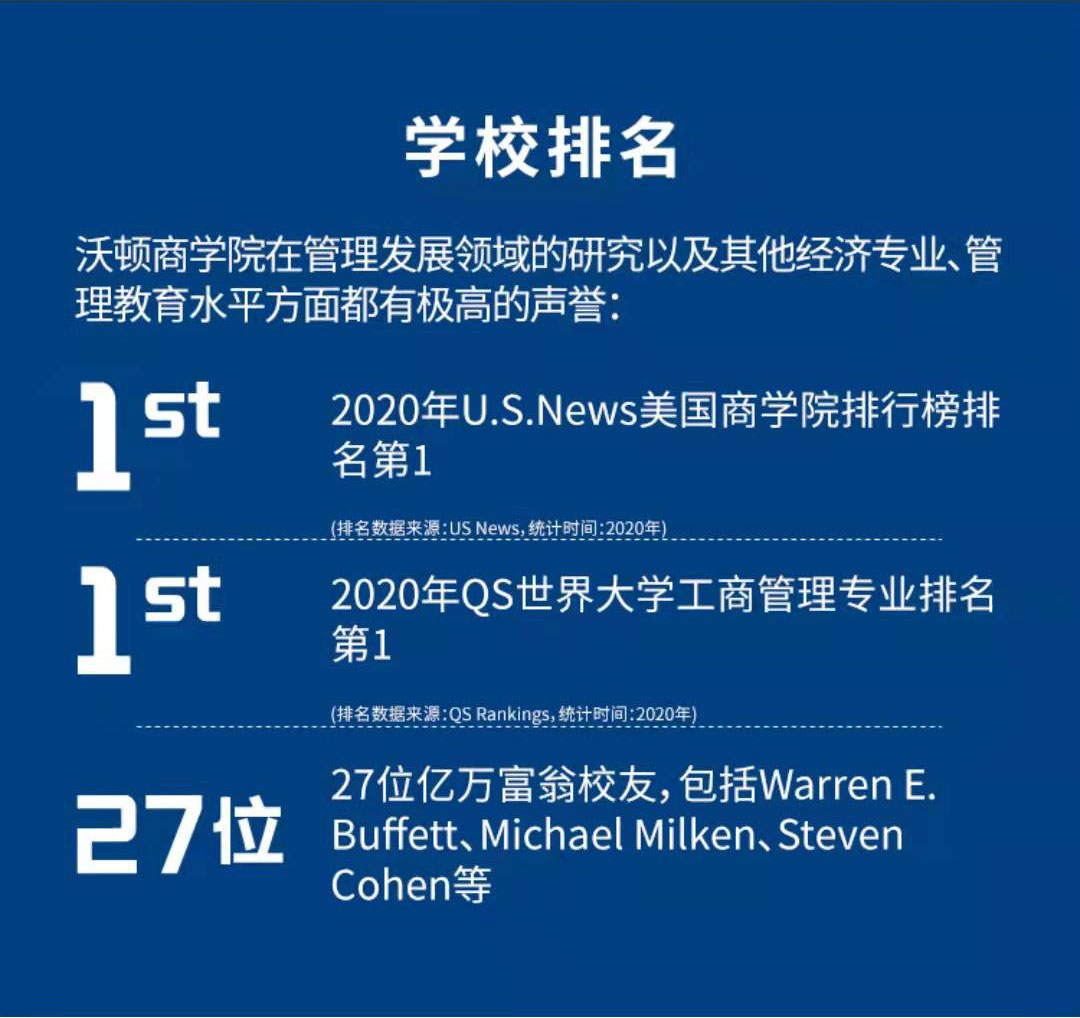 学校排名
沃顿商学院在管理发展领域的研究以及其他经济专业、管
理教育水平方面都有极高的声誉：
1st
2020年U.S.News美国商学院排行榜排
名第1
(排名数据来源：US News，统计时间：2020年)
1st
2020年QS世界大学工商管理专业排名
第1
(排名数据来源：QS Rankings，统计时间：2020年)
27位
27位亿万富翁校友，包括Warren E.
Buffett、Michael Milken、Steven
Cohen等